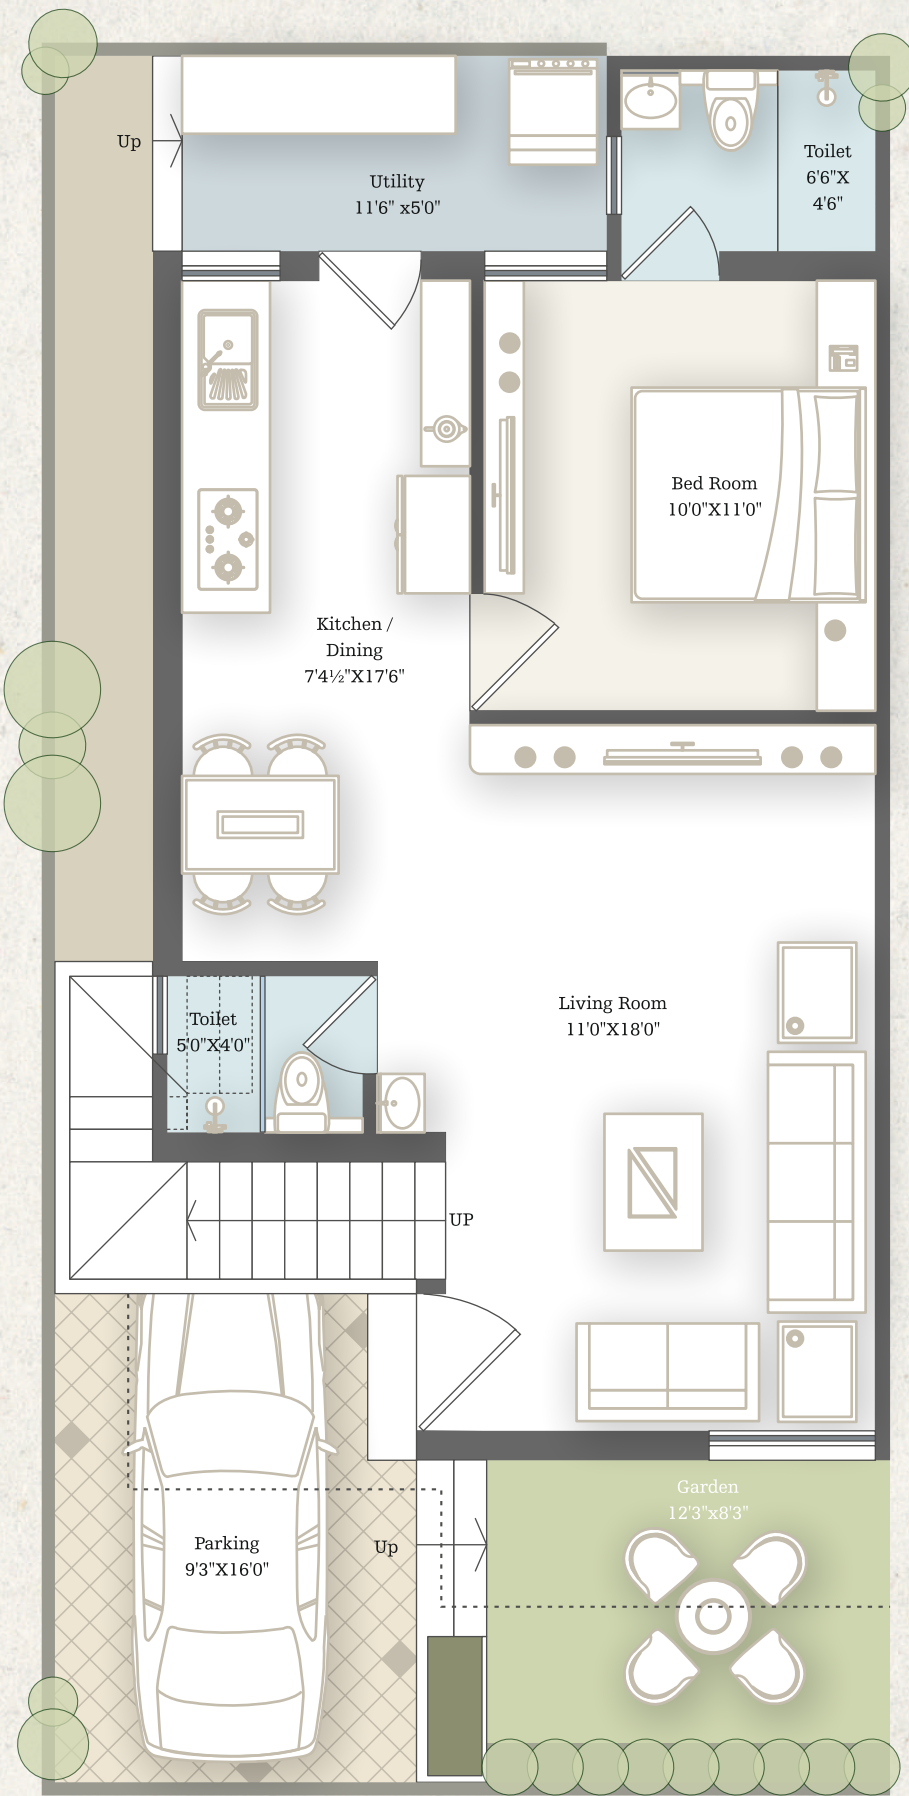 Up
Utility
11'6" x5'0"
Toilet
6'6"X
4'6"
Bed Room
10'0"X11'0"
Kitchen /
Dining
7'4½"X17'6"
Living Room
11'0"X18'0"
Toilet
5'0"X4'0"
UP
Garden
12'3"x8'3"
Parking
9'3"X16'0"
Up